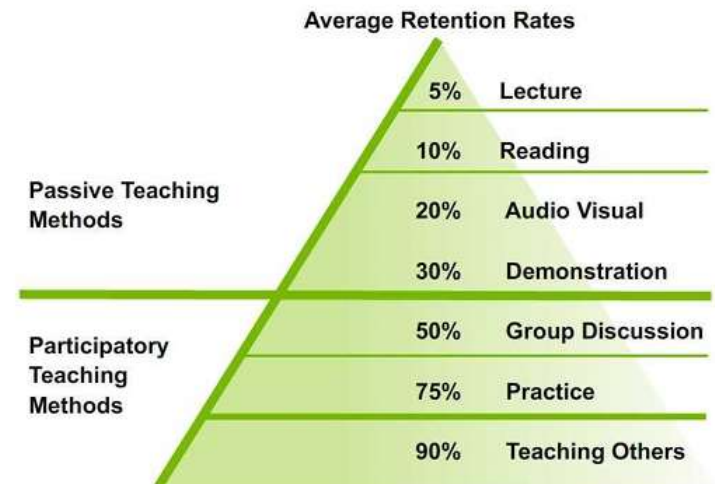 Average Retention Rates
5% Lecture
10% Reading
Passive Teaching
Methods
20% Audio Visual
30% Demonstration
Participatory
Teaching
Methods
50% Group Discussion
75% Practice
90% Teaching Others